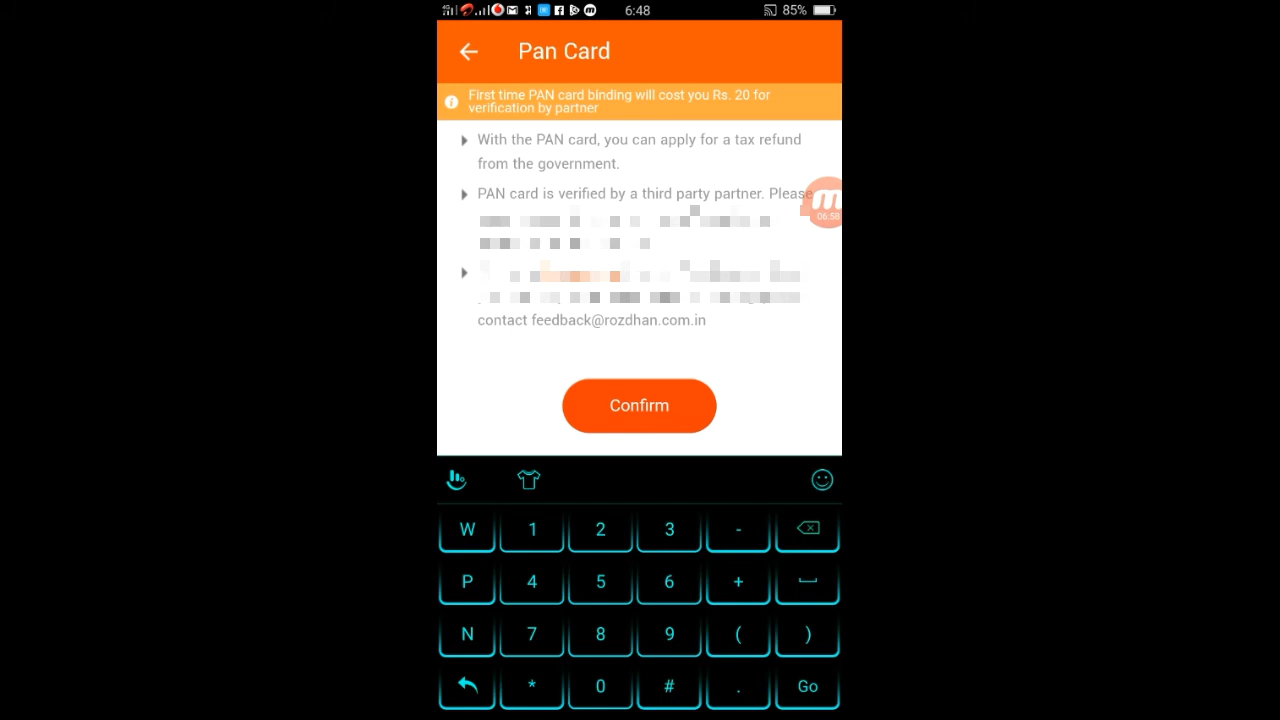 6:48
85%
Pan Card
First time PAN card binding will cost you Rs. 20 for
verification by partner
With the PAN card, you can apply for a tax refund
from the government.
PAN card is verified by a third party partner. Please
06:58
contact feedback@rozdhan.com.in
Confirm
W 1 2 3 -
P 4 5 6 +
N 7 8 9 ( )
* 0 # . Go